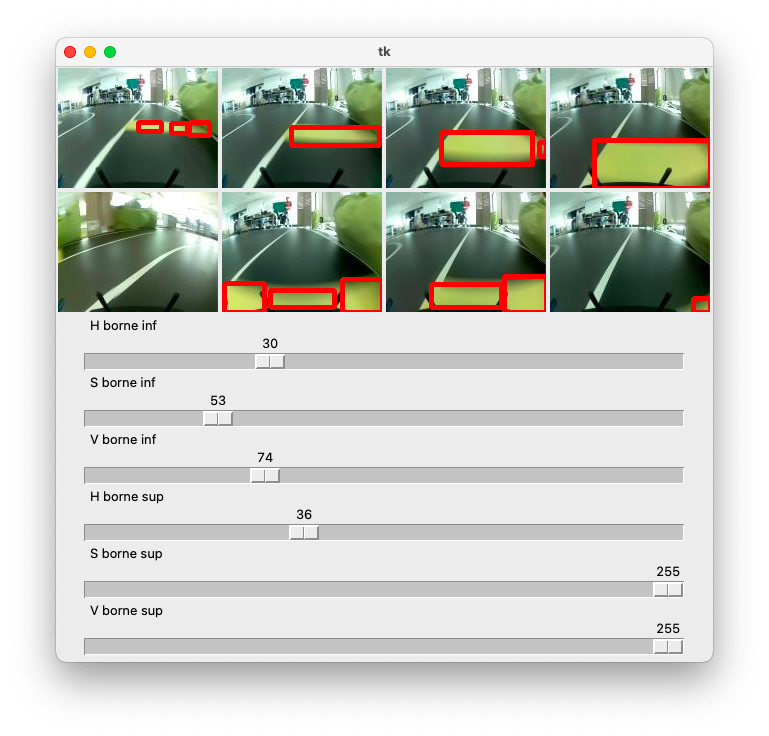 tk
H borne inf
30
S borne inf
53
V borne inf
74
H borne sup
36
S borne sup
255
V borne sup
255